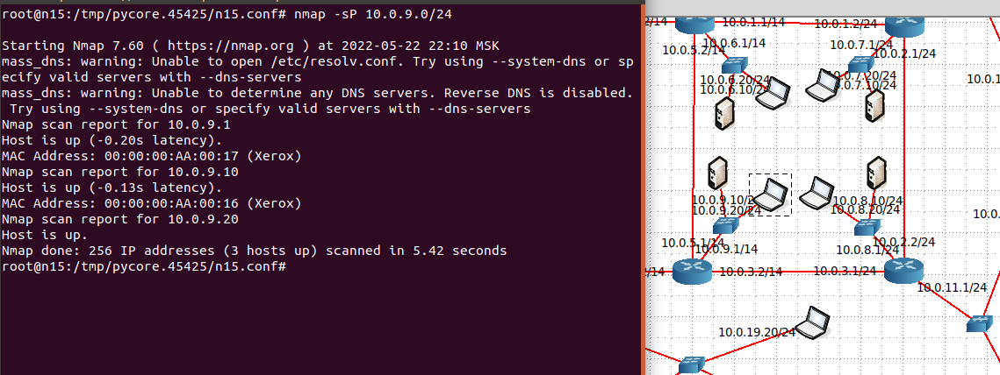 root@n15:/tmp/pycore.45425/n15.conf# nmap -sP 10.0.9.0/24
Starting Nmap 7.60 ( https://nmap.org ) at 2022-05-22 22:10 MSK
mass_dns: warning: Unable to open /etc/resolv.conf. Try using --system-dns or sp
ecify valid servers with --dns-servers
mass_dns: warning: Unable to determine any DNS servers. Reverse DNS is disabled.
Try using --system-dns or specify valid servers with --dns-servers
Nmap scan report for 10.0.9.1
Host is up (-0.20s latency).
MAC Address: 00:00:00:AA:00:17 (Xerox)
Nmap scan report for 10.0.9.10
Host is up (-0.13s latency).
MAC Address: 00:00:00:AA:00:16 (Xerox)
Nmap scan report for 10.0.9.20
Host is up.
Nmap done: 256 IP addresses (3 hosts up) scanned in 5.42 seconds
root@n15:/tmp/pycore.45425/n15.conf#
2/14
10.0.1.1/14
10.0.1.2/24
10.0.5.2/14
10.0.6.1/14
10.0.7.1/24
10.0.2.1/24
10.0.6.20/24
10.0.6.10/24
0.7.20/24
0.7.10/24
10.0.1
10.0.9.10/24
10.0.9.20/24
10.0.8.10/24
10.0.8.20/24
10.0.
10.0.5.1/14
10.0.9.1/14
10.0.2.2/24
10.0.8.1/24
/14
10.0.3.2/14
10.0.3.1/24
10.0.11.1/24
10.0.19.20/24